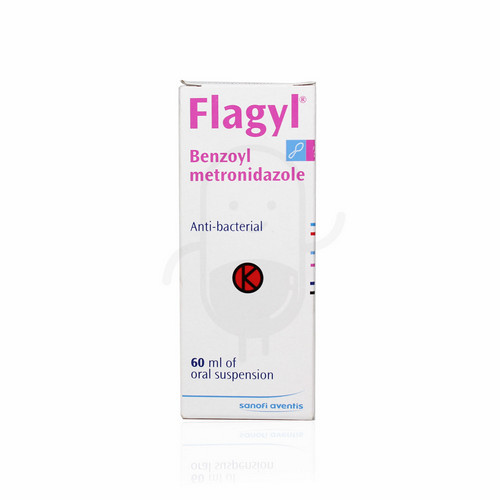 Flagyl®
Benzoyl
metronidazole
Anti-bacterial
K
60 ml of
oral suspension
sanofi aventis